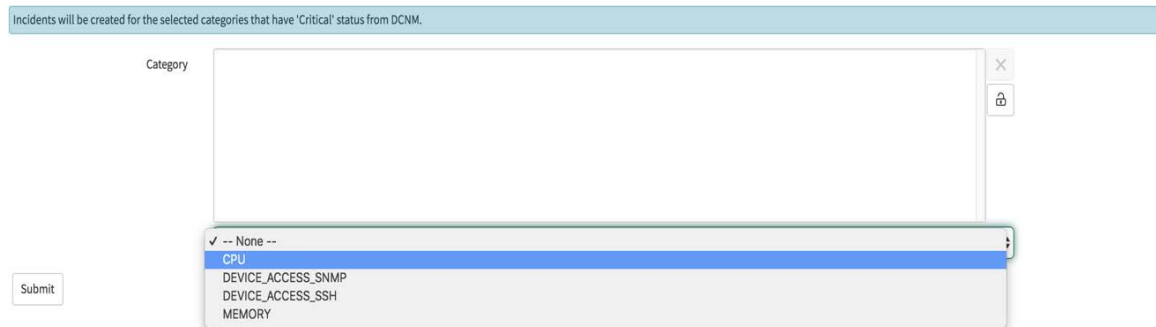 Incidents will be created for the selected categories that have 'Critical' status from DCNM.
Category
✓ -- None --
CPU
DEVICE_ACCESS_SNMP
DEVICE_ACCESS_SSH
MEMORY
Submit